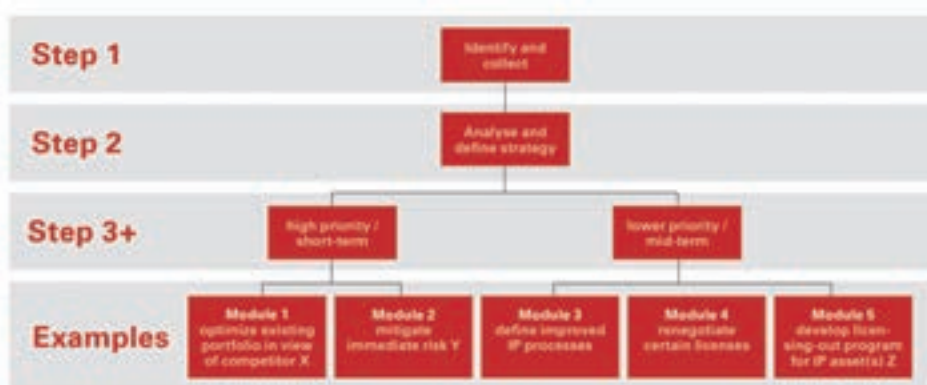 Step 1
Identify and
collect
Step 2
Analyse and
define strategy
Step 3+
high priority /
short-term
lower priority /
mid-term
Examples
Module 1
optimize existing
portfolio in view
of competitor X
Module 2
mitigate
immediate risk Y
Module 3
define improved
IP processes
Module 4
renegotiate
certain licenses
Module 5
develop licen-
sing-out program
for IP asset(s) Z